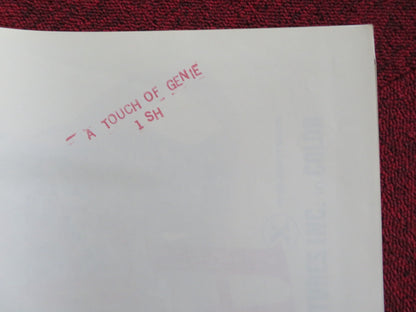 A TOUCH OF GENIE
1 SH